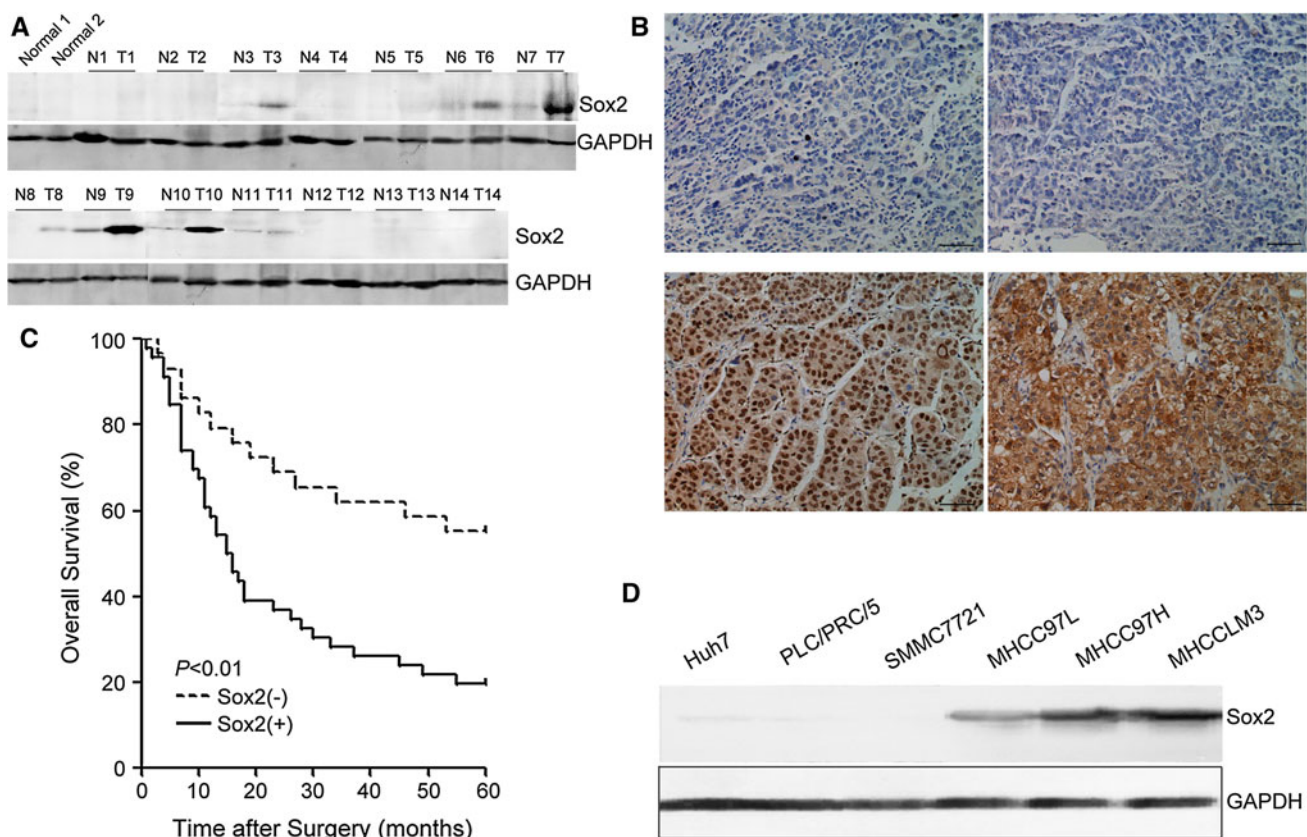 A
Normal 1
Normal 2
N1 T1 N2 T2 N3 T3 N4 T4 N5 T5 N6 T6 N7 T7
Sox2
GAPDH
N8 T8 N9 T9 N10 T10 N11 T11 N12 T12 N13 T13 N14 T14
Sox2
GAPDH
B
C
Overall Survival (%)
100
80
60
40
20
0
P<0.01
Sox2(-)
Sox2(+)
0 10 20 30 40 50 60
Time after Surgery (months)
D
Huh7 PLC/PRC/5 SMMC7721 MHCC97L MHCC97H MHCCLM3
Sox2
GAPDH